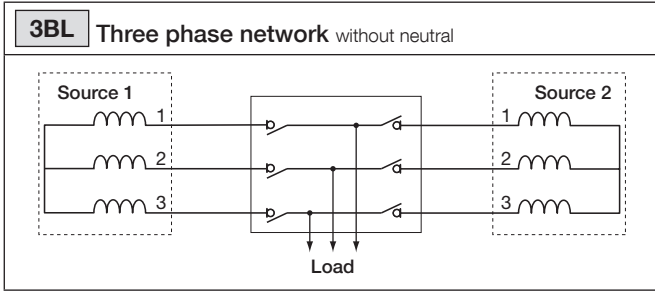 3BL Three phase network without neutral
Source 1 Source 2
1 1
2 2
3 3
Load